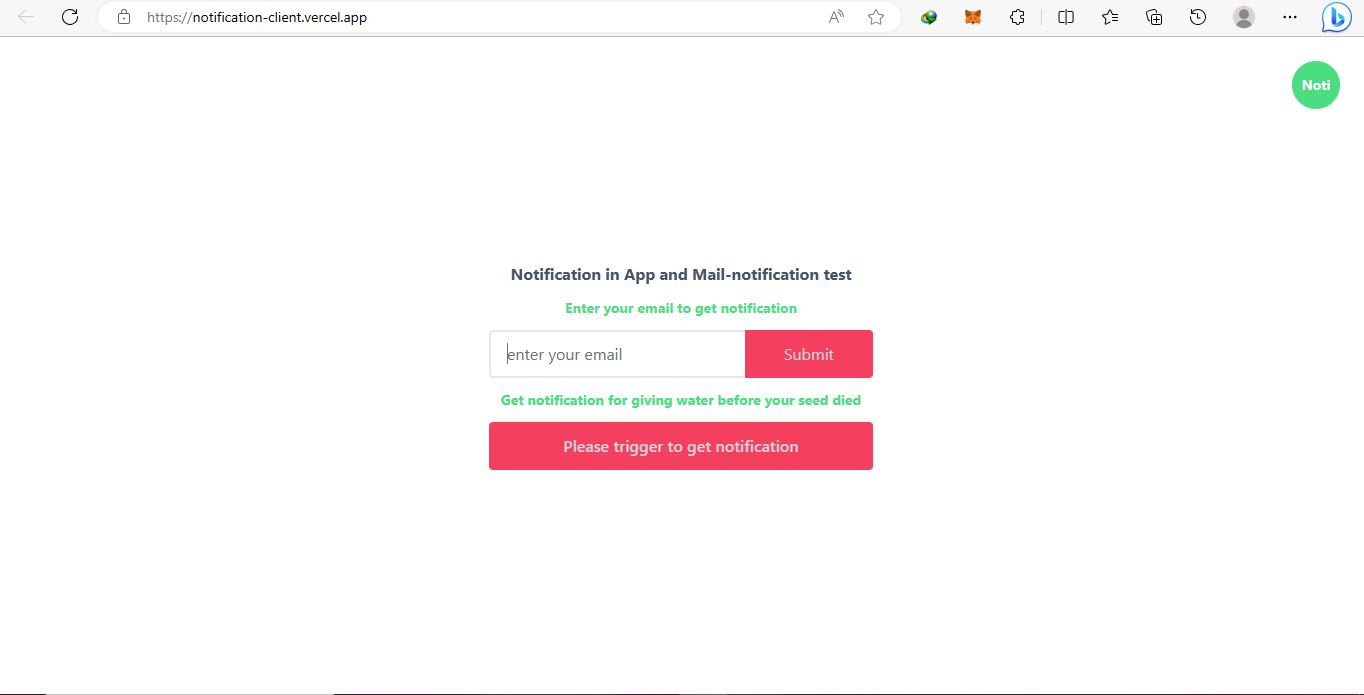 https://notification-client.vercel.app
Noti
Notification in App and Mail-notification test
Enter your email to get notification
enter your email
Submit
Get notification for giving water before your seed died
Please trigger to get notification